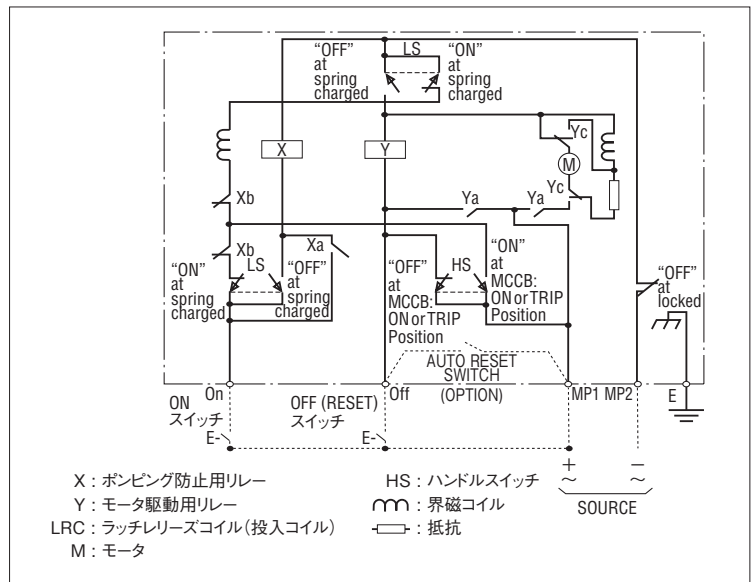 “OFF”
at
spring
charged
LS
“ON”
at
spring
charged
X
Y
Yc
M
Yc
Xb
Ya
Ya
Xb
Xa
“ON”
at
spring
charged
LS
“OFF”
at
spring
charged
“OFF”
at
MCCB:
ON or TRIP
Position
HS
“ON”
at
MCCB:
ON or TRIP
Position
“OFF”
at
locked
AUTO RESET
SWITCH
(OPTION)
On
Off
MP1
MP2
E
ON
スイッチ
OFF (RESET)
スイッチ
E-
E-
+
~
−
~
SOURCE
X : ポンピング防止用リレー
Y : モータ駆動用リレー
LRC : ラッチレリーズコイル(投入コイル)
M : モータ
HS : ハンドルスイッチ
: 界磁コイル
: 抵抗